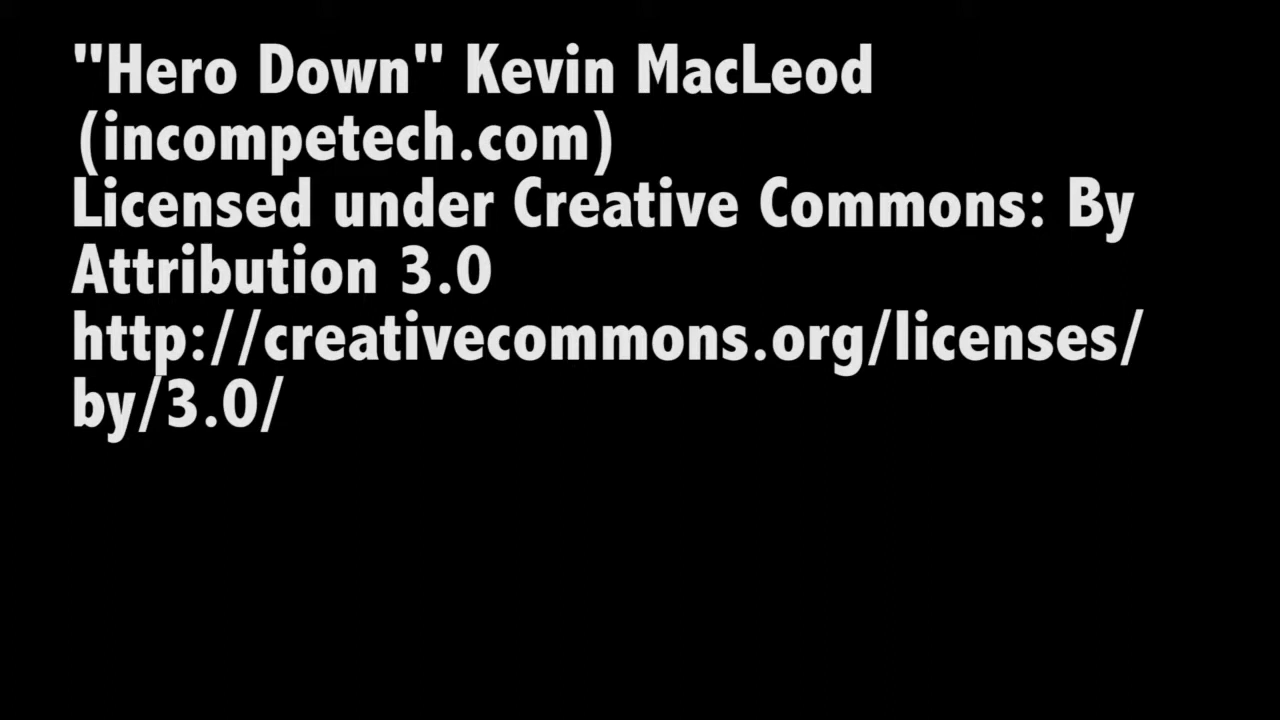 "Hero Down" Kevin MacLeod
(incompetech.com)
Licensed under Creative Commons: By
Attribution 3.0
http://creativecommons.org/licenses/
by/3.0/